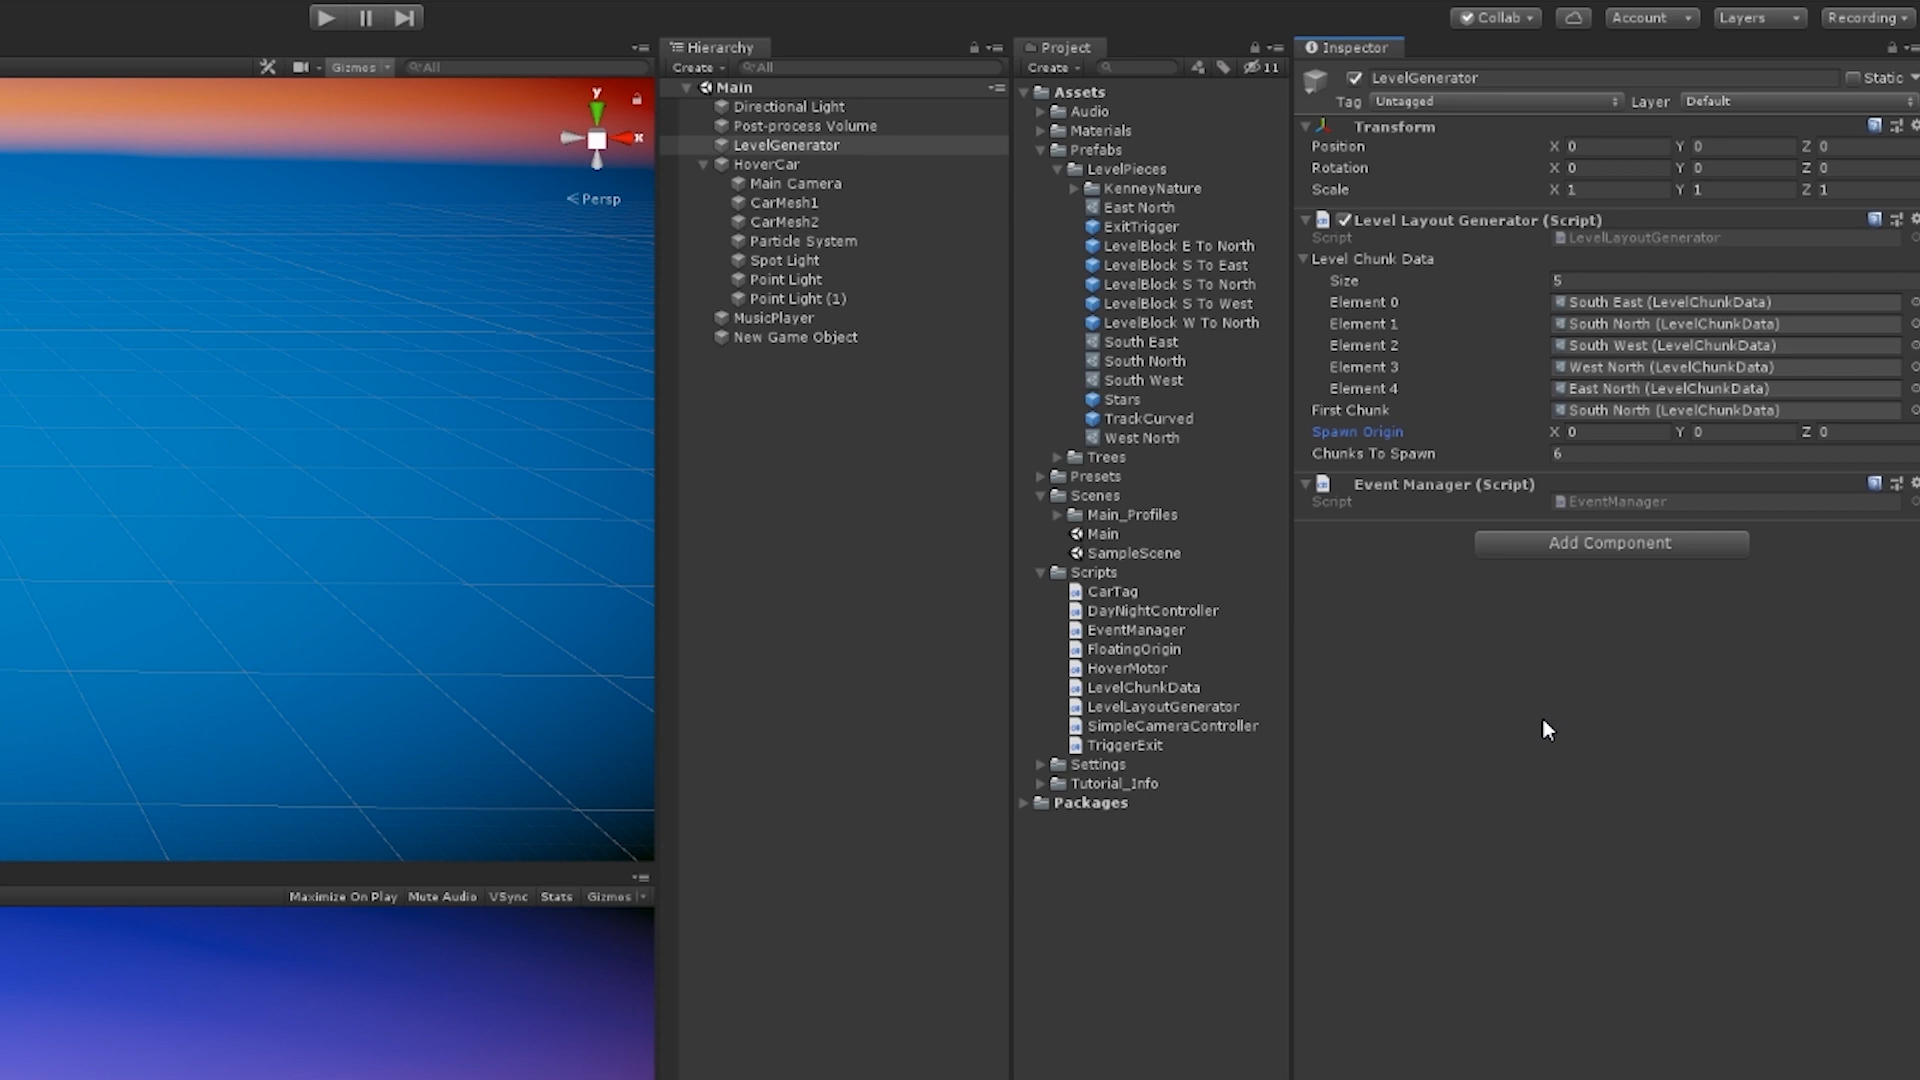 Collab
Account
Layers
Recording
Gizmos
All
y
x
Persp
Maximize On Play
Mute Audio
VSync
Stats
Gizmos
Hierarchy
Create
All
Main
Directional Light
Post-process Volume
LevelGenerator
HoverCar
Main Camera
CarMesh1
CarMesh2
Particle System
Spot Light
Point Light
Point Light (1)
MusicPlayer
New Game Object
Project
Create
11
Assets
Audio
Materials
Prefabs
LevelPieces
KenneyNature
East North
ExitTrigger
LevelBlock E To North
LevelBlock S To East
LevelBlock S To North
LevelBlock S To West
LevelBlock W To North
South East
South North
South West
Stars
TrackCurved
West North
Trees
Presets
Scenes
Main_Profiles
Main
SampleScene
Scripts
CarTag
DayNightController
EventManager
FloatingOrigin
HoverMotor
LevelChunkData
LevelLayoutGenerator
SimpleCameraController
TriggerExit
Settings
Tutorial_Info
Packages
Inspector
LevelGenerator Static
Tag Untagged Layer Default
Transform
Position X 0 Y 0 Z 0
Rotation X 0 Y 0 Z 0
Scale X 1 Y 1 Z 1
Level Layout Generator (Script)
Script LevelLayoutGenerator
Level Chunk Data
Size 5
Element 0 South East (LevelChunkData)
Element 1 South North (LevelChunkData)
Element 2 South West (LevelChunkData)
Element 3 West North (LevelChunkData)
Element 4 East North (LevelChunkData)
First Chunk South North (LevelChunkData)
Spawn Origin X 0 Y 0 Z 0
Chunks To Spawn 6
Event Manager (Script)
Script EventManager
Add Component